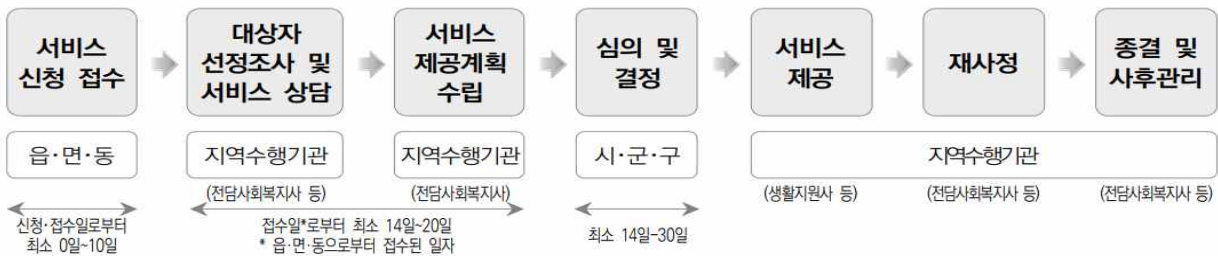 서비스
신청 접수
대상자
선정조사 및
서비스 상담
서비스
제공계획
수립
심의 및
결정
서비스
제공
재사정
종결 및
사후관리
읍·면·동
지역수행기관
지역수행기관
시·군·구
지역수행기관
(전담사회복지사 등)
(전담사회복지사)
(생활지원사 등)
(전담사회복지사 등)
(전담사회복지사 등)
신청·접수일로부터
최소 0일~10일
접수일*로부터 최소 14일~20일
* 읍·면·동으로부터 접수된 일자
최소 14일-30일